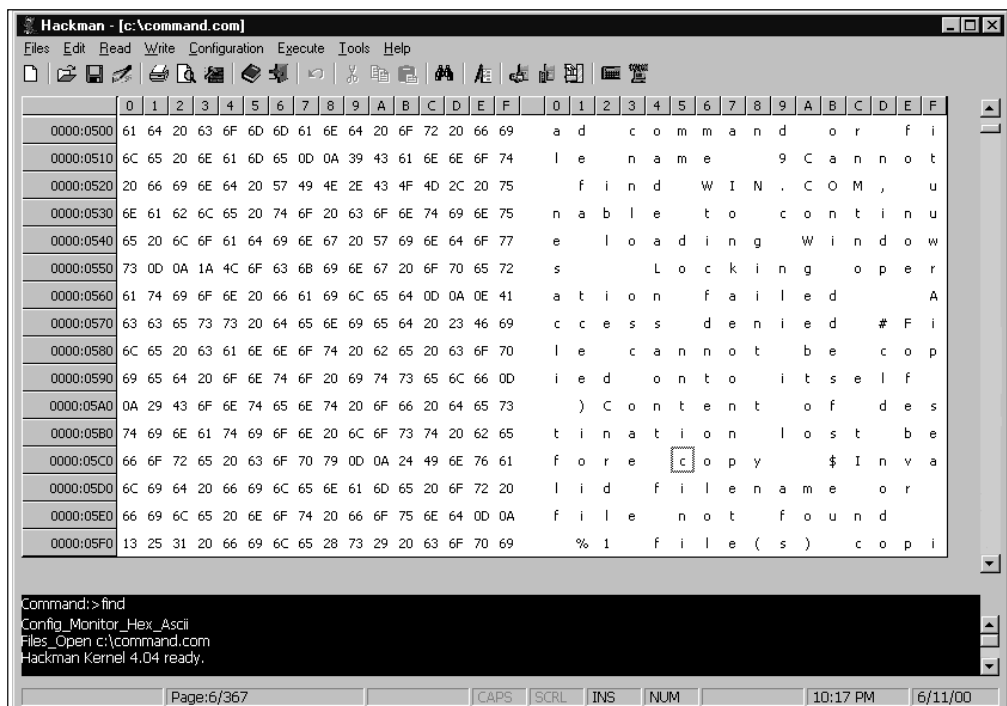 Hackman - [c:\command.com]
Files Edit Read Write Configuration Execute Tools Help
0 1 2 3 4 5 6 7 8 9 A B C D E F 0 1 2 3 4 5 6 7 8 9 A B C D E F
0000:0500 61 64 20 63 6F 6D 6D 61 6E 64 20 6F 72 20 66 69 a d c o m m a n d o r f i
0000:0510 6C 65 20 6E 61 6D 65 0D 0A 39 43 61 6E 6E 6F 74 l e n a m e 9 C a n n o t
0000:0520 20 66 69 6E 64 20 57 49 4E 2E 43 4F 4D 2C 20 75 f i n d W I N . C O M , u
0000:0530 6E 61 62 6C 65 20 74 6F 20 63 6F 6E 74 69 6E 75 n a b l e t o c o n t i n u
0000:0540 65 20 6C 6F 61 64 69 6E 67 20 57 69 6E 64 6F 77 e l o a d i n g W i n d o w
0000:0550 73 0D 0A 1A 4C 6F 63 6B 69 6E 67 20 6F 70 65 72 s L o c k i n g o p e r
0000:0560 61 74 69 6F 6E 20 66 61 69 6C 65 64 0D 0A 0E 41 a t i o n f a i l e d A
0000:0570 63 63 65 73 73 20 64 65 6E 69 65 64 20 23 46 69 c c e s s d e n i e d # F i
0000:0580 6C 65 20 63 61 6E 6E 6F 74 20 62 65 20 63 6F 70 l e c a n n o t b e c o p
0000:0590 69 65 64 20 6F 6E 74 6F 20 69 74 73 65 6C 66 0D i e d o n t o i t s e l f
0000:05A0 0A 29 43 6F 6E 74 65 6E 74 20 6F 66 20 64 65 73 ) C o n t e n t o f d e s
0000:05B0 74 69 6E 61 74 69 6F 6E 20 6C 6F 73 74 20 62 65 t i n a t i o n l o s t b e
0000:05C0 66 6F 72 65 20 63 6F 70 79 0D 0A 24 49 6E 76 61 f o r e c o p y $ I n v a
0000:05D0 6C 69 64 20 66 69 6C 65 6E 61 6D 65 20 6F 72 20 l i d f i l e n a m e o r
0000:05E0 66 69 6C 65 20 6E 6F 74 20 66 6F 75 6E 64 0D 0A f i l e n o t f o u n d
0000:05F0 13 25 31 20 66 69 6C 65 28 73 29 20 63 6F 70 69 % 1 f i l e ( s ) c o p i
Command:>find
Config_Monitor_Hex_Ascii
Files_Open c:\command.com
Hackman Kernel 4.04 ready.
Page:6/367 CAPS SCRL INS NUM 10:17 PM 6/11/00